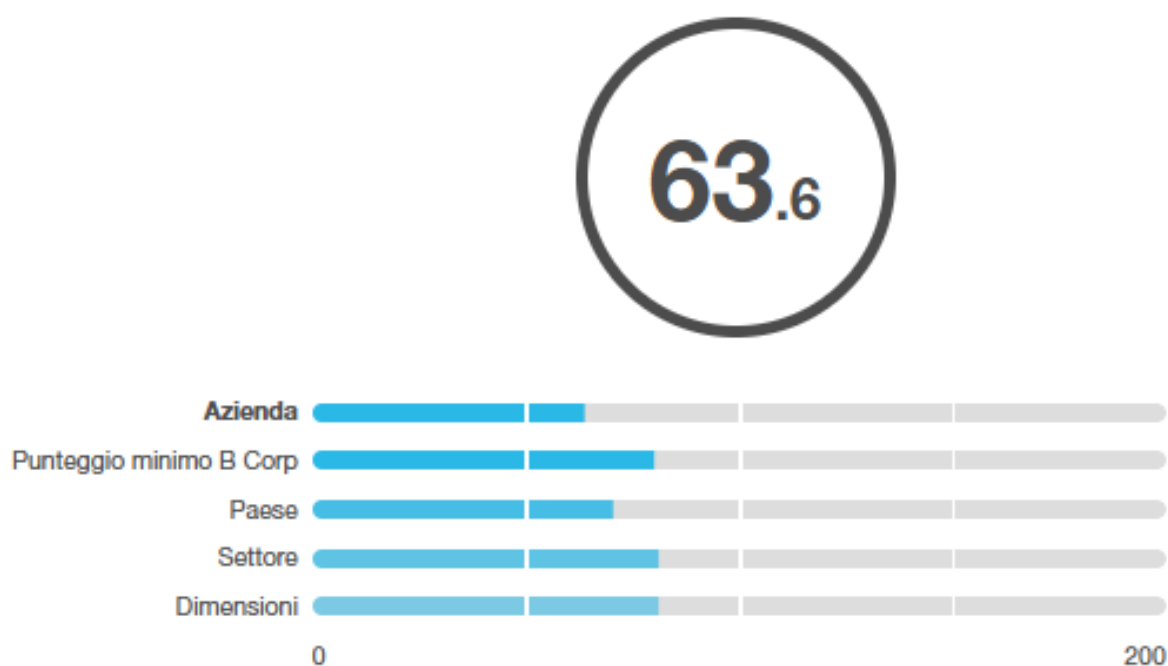 63.6
Azienda
Punteggio minimo B Corp
Paese
Settore
Dimensioni
0 200